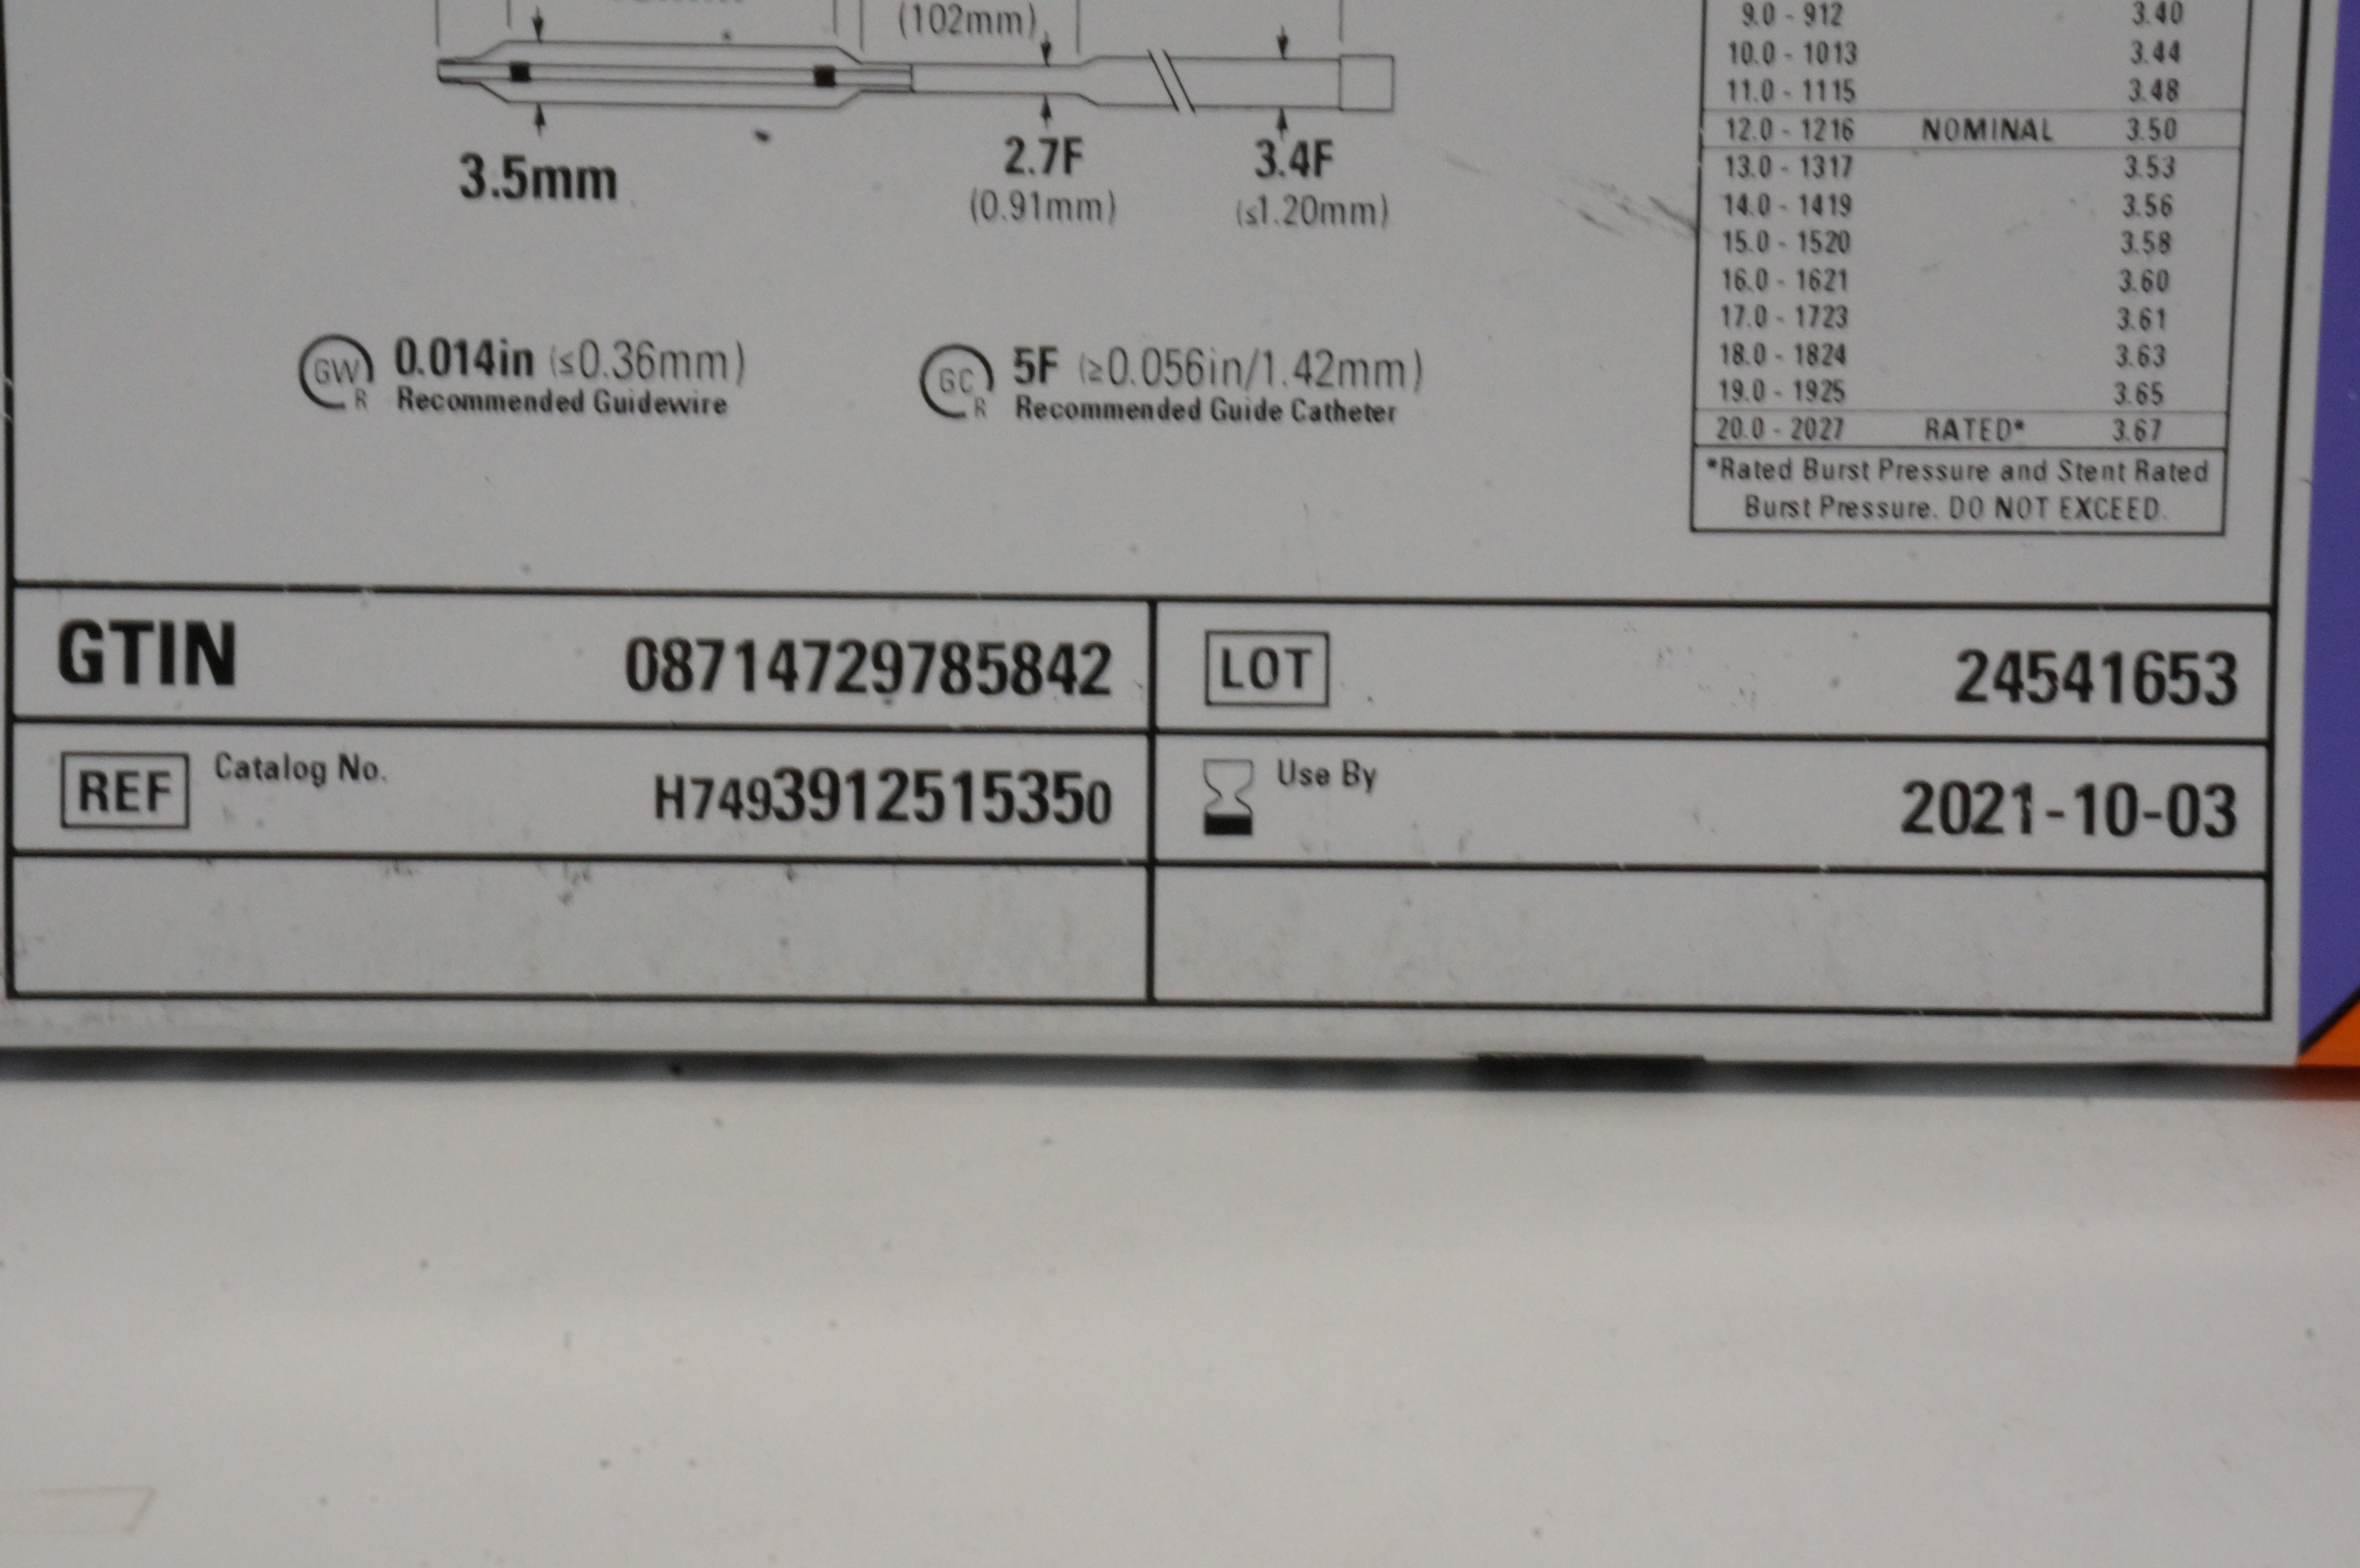 (102mm)
3.5mm
2.7F
(0.91mm)
3.4F
(≤1.20mm)
GW R 0.014in (≤0.36mm)
Recommended Guidewire
GC R 5F (≥0.056in/1.42mm)
Recommended Guide Catheter
9.0 - 912 3.40
10.0 - 1013 3.44
11.0 - 1115 3.48
12.0 - 1216 NOMINAL 3.50
13.0 - 1317 3.53
14.0 - 1419 3.56
15.0 - 1520 3.58
16.0 - 1621 3.60
17.0 - 1723 3.61
18.0 - 1824 3.63
19.0 - 1925 3.65
20.0 - 2027 RATED* 3.67
*Rated Burst Pressure and Stent Rated
Burst Pressure. DO NOT EXCEED.
GTIN 08714729785842
LOT 24541653
REF Catalog No. H7493912515350
Use By 2021-10-03